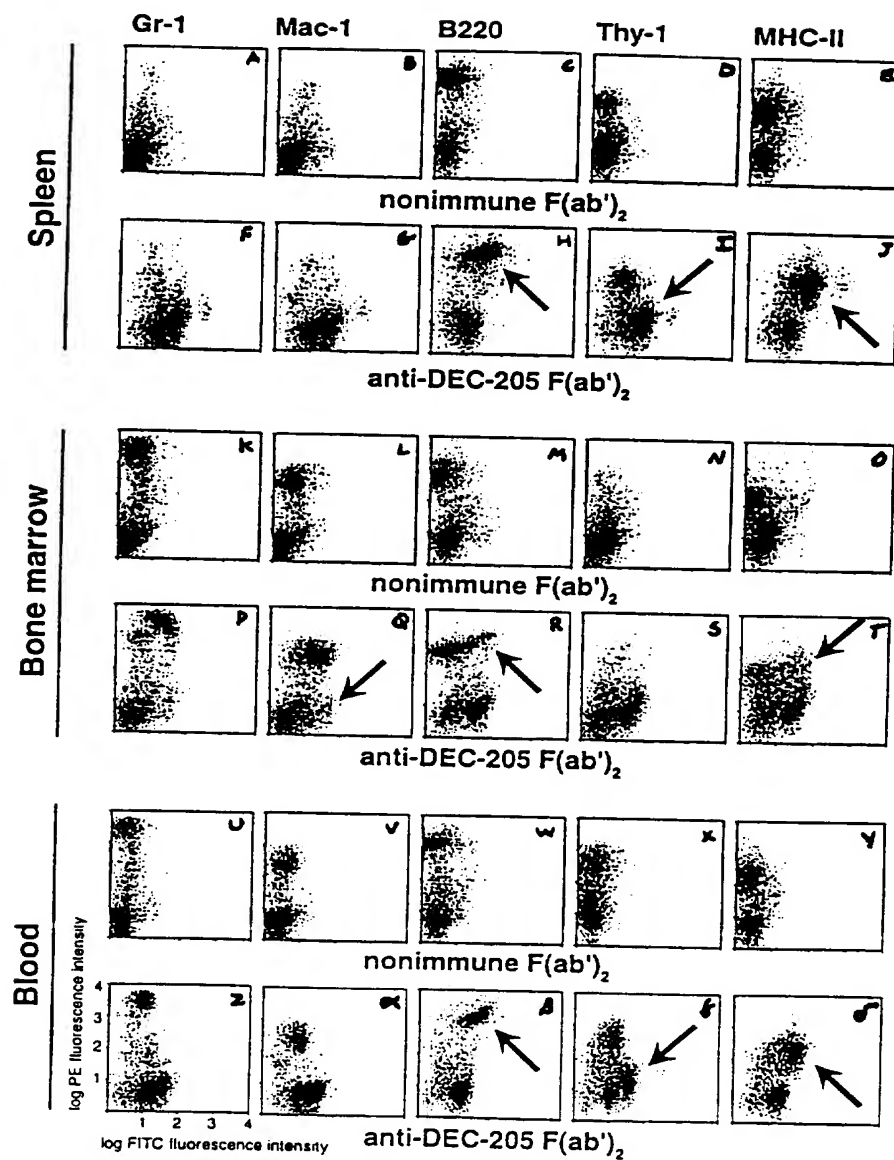 Gr-1 Mac-1 B220 Thy-1 MHC-II
Spleen
A B C D E
nonimmune F(ab')₂
F G H I J
anti-DEC-205 F(ab')₂
Bone marrow
K L M N O
nonimmune F(ab')₂
P Q R S T
anti-DEC-205 F(ab')₂
Blood
U V W X Y
nonimmune F(ab')₂
log PE fluorescence intensity
4
3
2
1
Z α β γ δ
1 2 3 4
log FITC fluorescence intensity anti-DEC-205 F(ab')₂